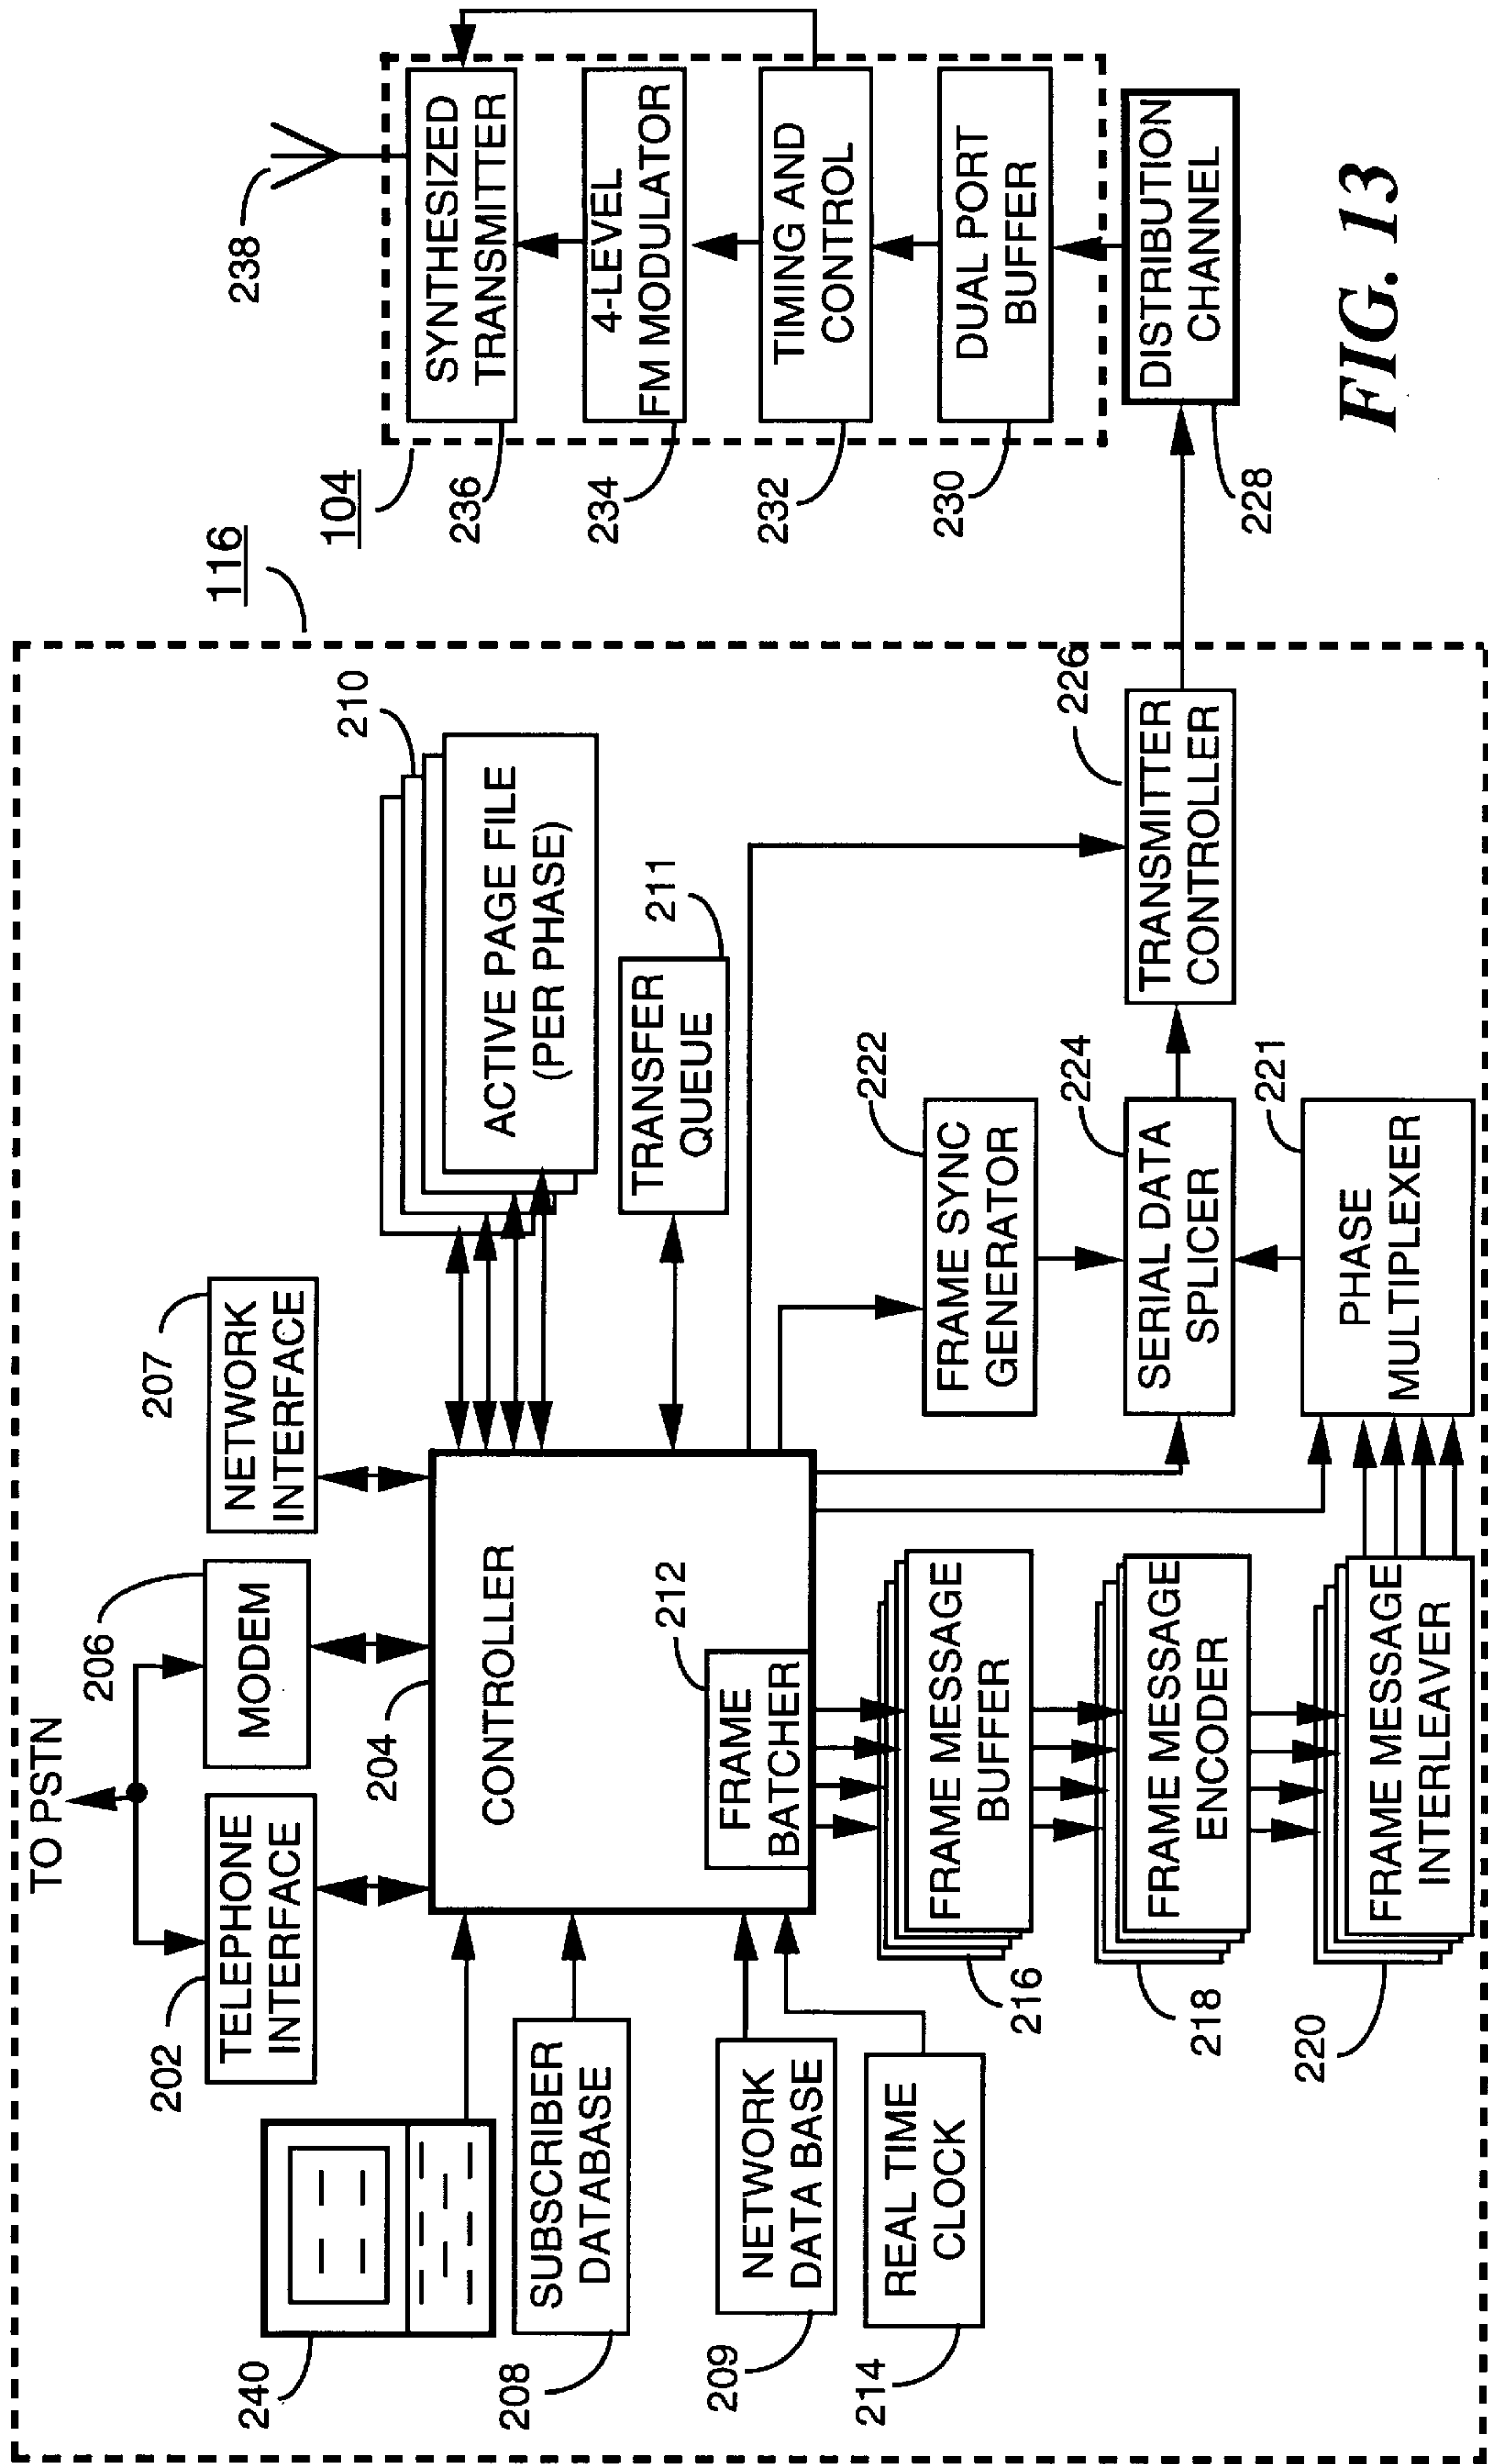 TO PSTN
202
TELEPHONE
INTERFACE
206
MODEM
207
NETWORK
INTERFACE
240
208
SUBSCRIBER
DATABASE
209
NETWORK
DATA BASE
214
REAL TIME
CLOCK
204
CONTROLLER
212
FRAME
BATCHER
210
ACTIVE PAGE FILE
(PER PHASE)
211
TRANSFER
QUEUE
216
FRAME MESSAGE
BUFFER
218
FRAME MESSAGE
ENCODER
220
FRAME MESSAGE
INTERLEAVER
222
FRAME SYNC
GENERATOR
224
SERIAL DATA
SPLICER
221
PHASE
MULTIPLEXER
226
TRANSMITTER
CONTROLLER
116
104
238
236
SYNTHESIZED
TRANSMITTER
234
4-LEVEL
FM MODULATOR
232
TIMING AND
CONTROL
230
DUAL PORT
BUFFER
228
DISTRIBUTION
CHANNEL
FIG. 13